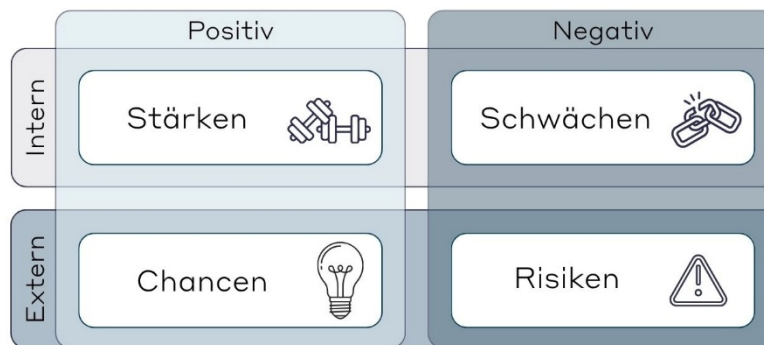 Positiv
Negativ
Intern
Stärken
Schwächen
Extern
Chancen
Risiken